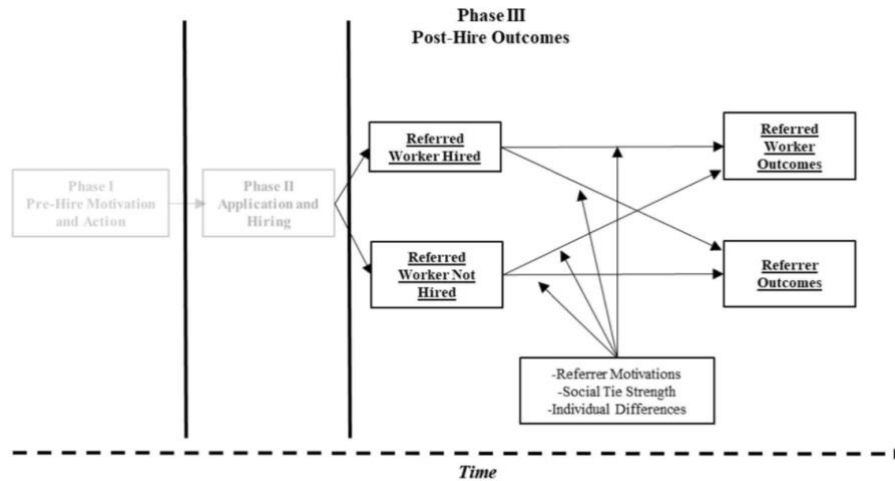 Phase III
Post-Hire Outcomes
Phase I
Pre-Hire Motivation
and Action
Phase II
Application and
Hiring
Referred
Worker Hired
Referred
Worker Not
Hired
Referred
Worker
Outcomes
Referrer
Outcomes
-Referrer Motivations
-Social Tie Strength
-Individual Differences
Time